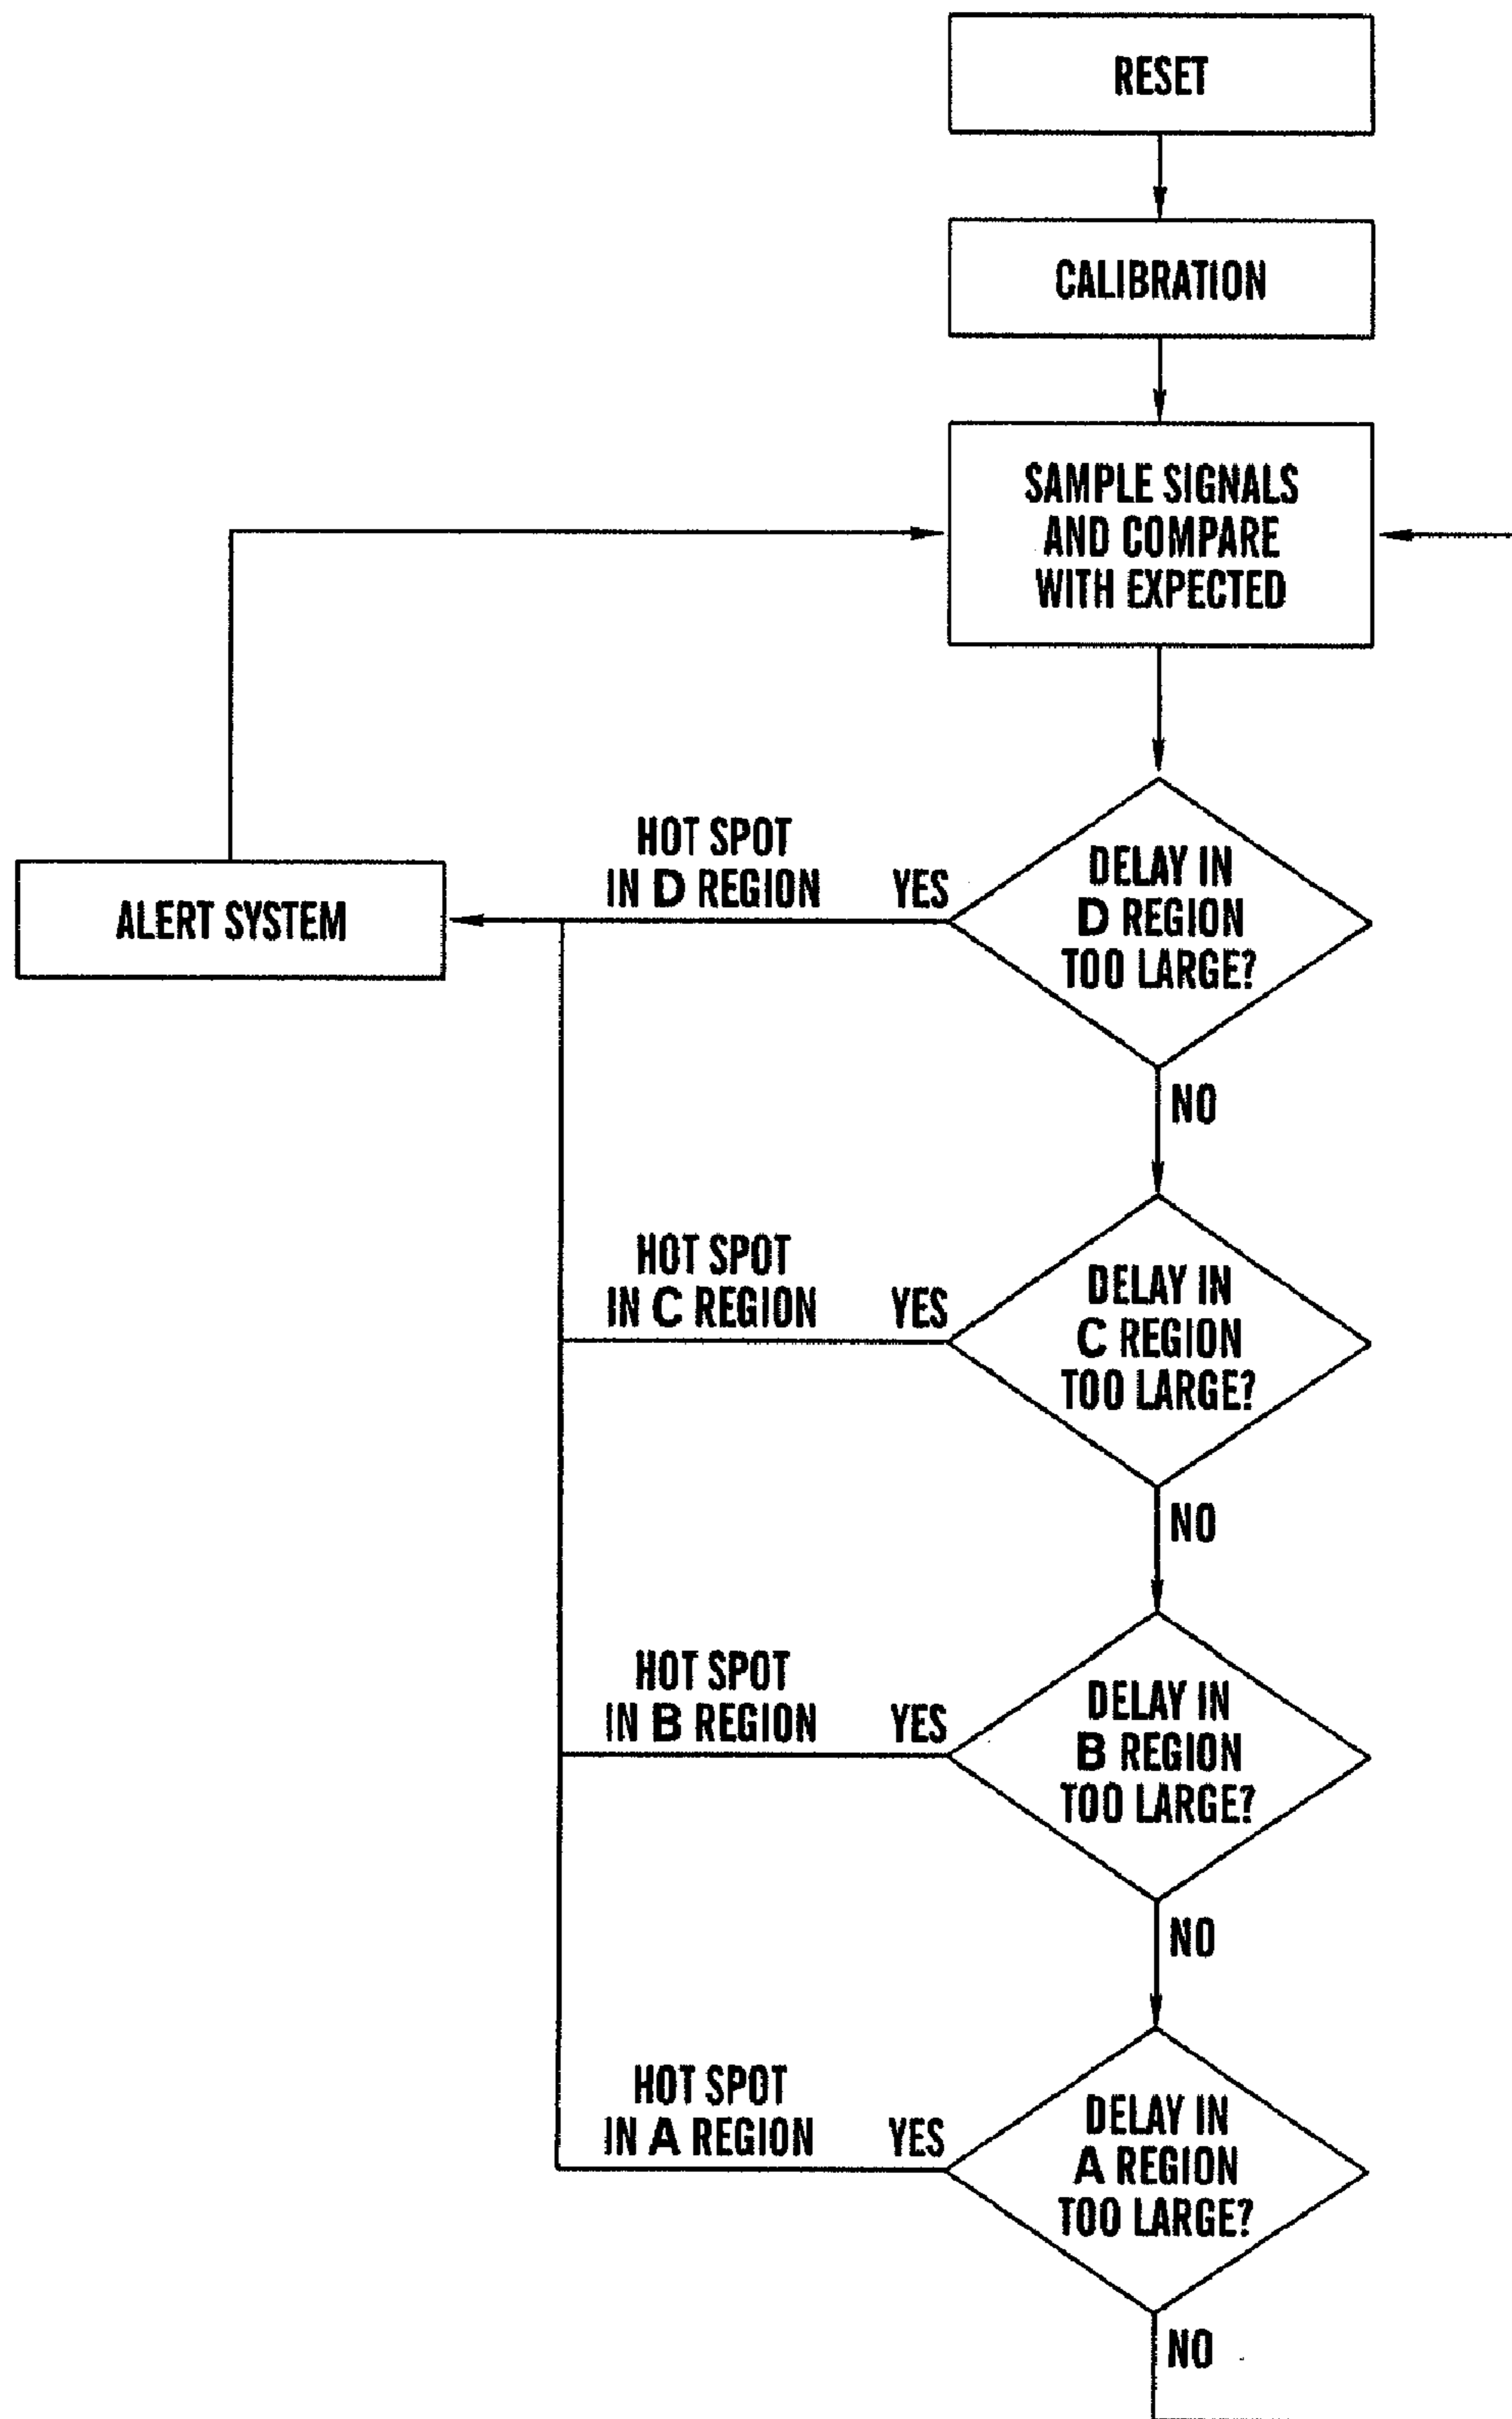 RESET
CALIBRATION
SAMPLE SIGNALS
AND COMPARE
WITH EXPECTED
HOT SPOT
IN D REGION
YES
DELAY IN
D REGION
TOO LARGE?
ALERT SYSTEM
NO
HOT SPOT
IN C REGION
YES
DELAY IN
C REGION
TOO LARGE?
NO
HOT SPOT
IN B REGION
YES
DELAY IN
B REGION
TOO LARGE?
NO
HOT SPOT
IN A REGION
YES
DELAY IN
A REGION
TOO LARGE?
NO